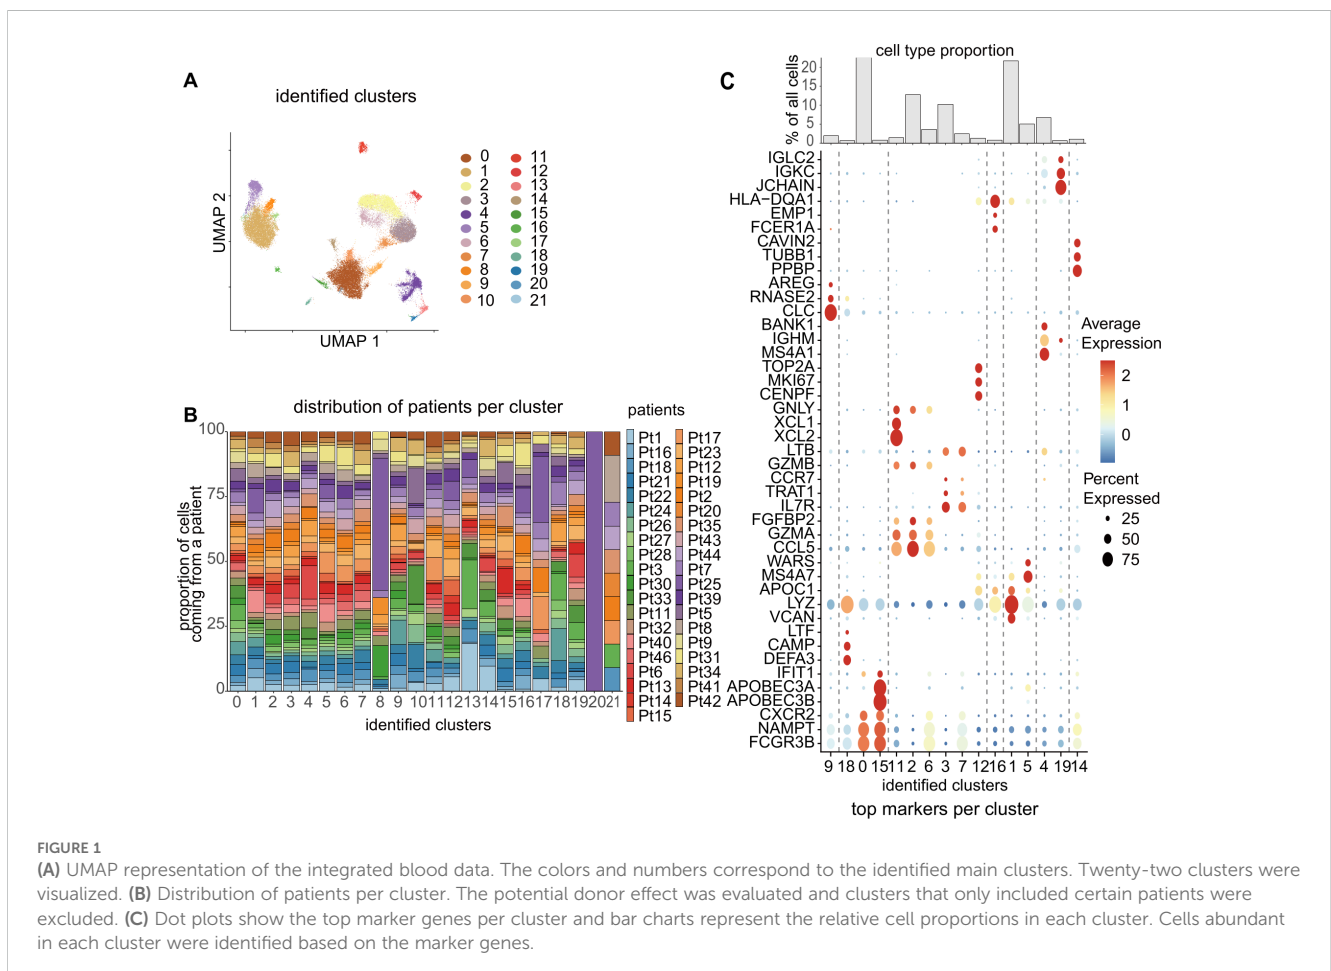 A
identified clusters
UMAP 2
UMAP 1
0 11
1 12
2 13
3 14
4 15
5 16
6 17
7 18
8 19
9 20
10 21
B
distribution of patients per cluster
proportion of cells
coming from a patient
100
75
50
25
0
0 1 2 3 4 5 6 7 8 9 10 11 12 13 14 15 16 17 18 19 20 21
identified clusters
patients
Pt1 Pt17
Pt16 Pt23
Pt18 Pt12
Pt21 Pt19
Pt22 Pt2
Pt24 Pt20
Pt26 Pt35
Pt27 Pt43
Pt28 Pt44
Pt3 Pt7
Pt30 Pt25
Pt33 Pt39
Pt11 Pt5
Pt32 Pt8
Pt40 Pt9
Pt46 Pt31
Pt6 Pt34
Pt13 Pt41
Pt14 Pt42
Pt15
C
cell type proportion
% of all cells
20
15
10
5
0
IGLC2
IGKC
JCHAIN
HLA−DQA1
EMP1
FCER1A
CAVIN2
TUBB1
PPBP
AREG
RNASE2
CLC
BANK1
IGHM
MS4A1
TOP2A
MKI67
CENPF
GNLY
XCL1
XCL2
LTB
GZMB
CCR7
TRAT1
IL7R
FGFBP2
GZMA
CCL5
WARS
MS4A7
APOC1
LYZ
VCAN
LTF
CAMP
DEFA3
IFIT1
APOBEC3A
APOBEC3B
CXCR2
NAMPT
FCGR3B
9 18 0 15 11 2 6 3 7 12 16 1 5 4 19 14
identified clusters
top markers per cluster
Average
Expression
2
1
0
Percent
Expressed
25
50
75
FIGURE 1
(A) UMAP representation of the integrated blood data. The colors and numbers correspond to the identified main clusters. Twenty-two clusters were
visualized. (B) Distribution of patients per cluster. The potential donor effect was evaluated and clusters that only included certain patients were
excluded. (C) Dot plots show the top marker genes per cluster and bar charts represent the relative cell proportions in each cluster. Cells abundant
in each cluster were identified based on the marker genes.